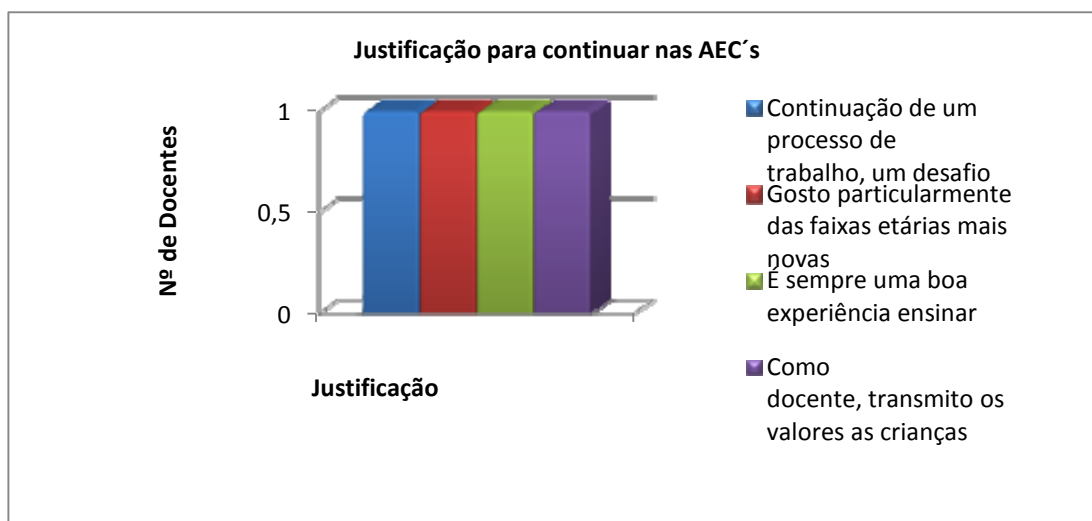 Justificação para continuar nas AEC´s
Nº de Docentes
1
0,5
0
Justificação
Continuação de um
processo de
trabalho, um desafio
Gosto particularmente
das faixas etárias mais
novas
É sempre uma boa
experiência ensinar
Como
docente, transmito os
valores as crianças